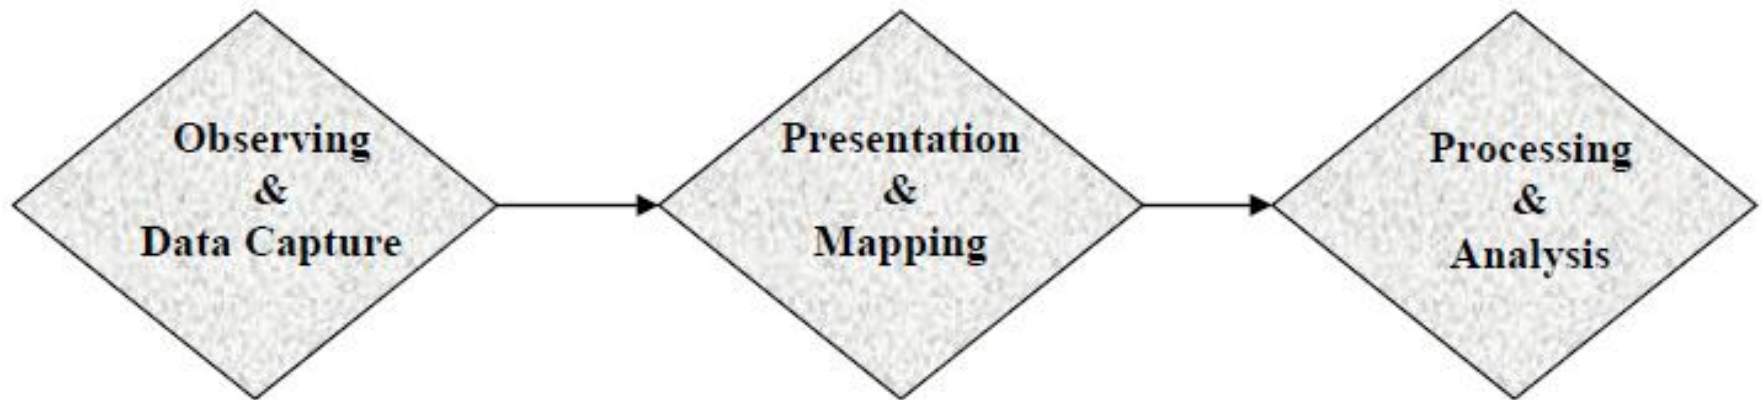 Observing
&
Data Capture
Presentation
&
Mapping
Processing
&
Analysis